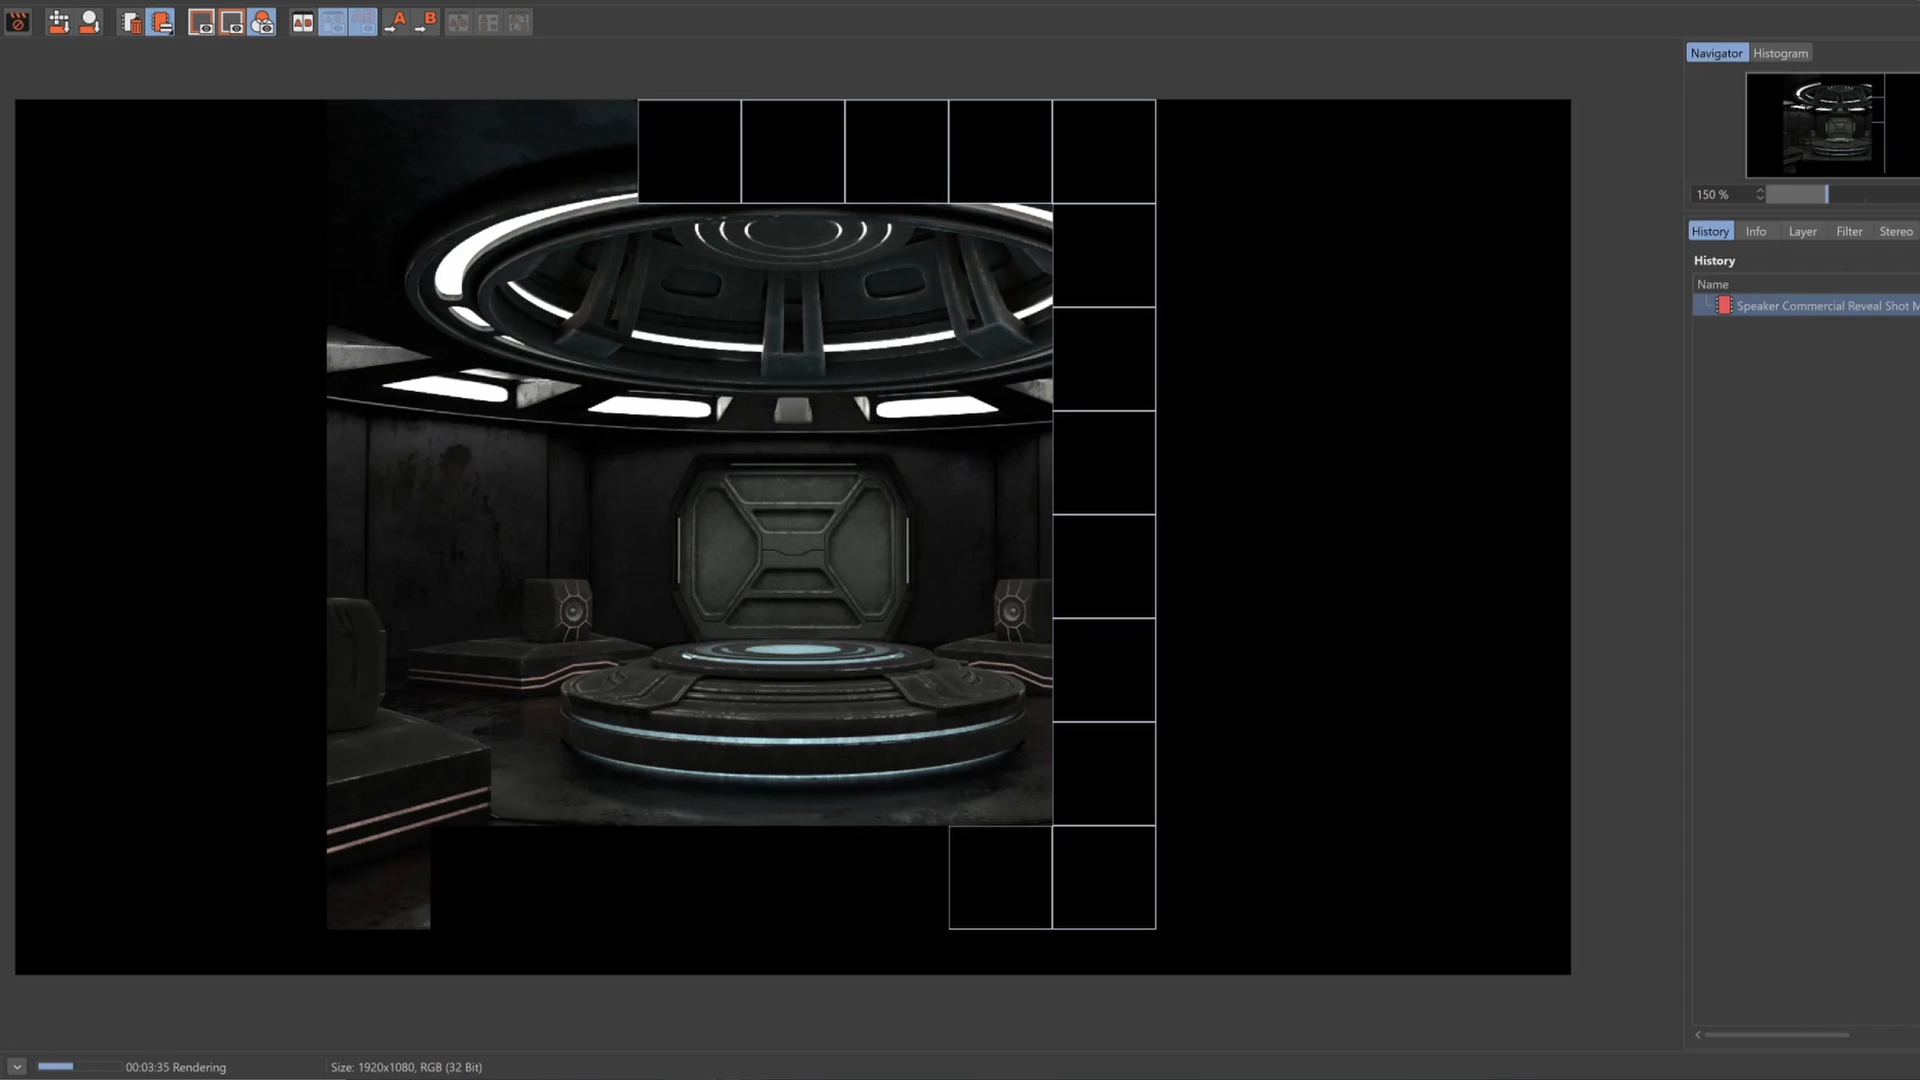 A B
A
B
Navigator Histogram
150 %
History Info Layer Filter Stereo
History
Name
Speaker Commercial Reveal Shot M
00:03:35 Rendering
Size: 1920x1080, RGB (32 Bit)